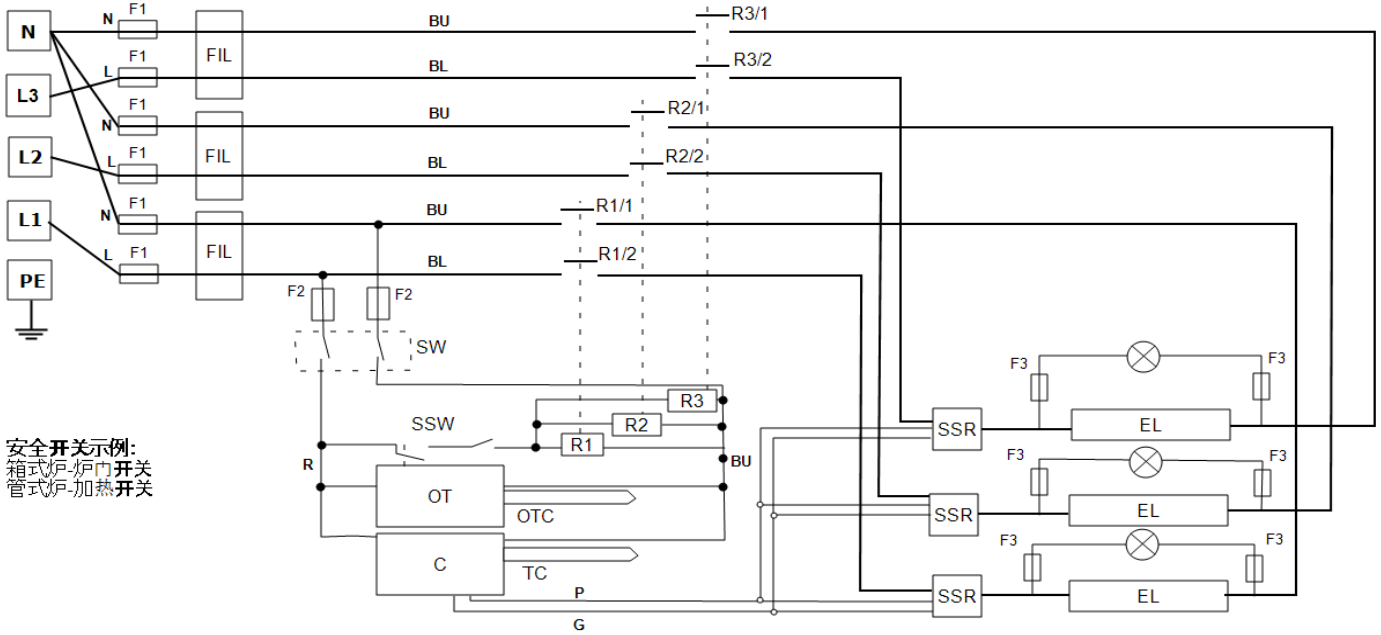 N
N
F1
FIL
BU
R3/1
L3
L
F1
BL
R3/2
N
F1
FIL
BU
R2/1
L2
L
F1
BL
R2/2
L1
N
F1
FIL
BU
R1/1
L
F1
BL
R1/2
PE
F2
F2
SW
SSW
R3
R2
R1
R
BU
OT
OTC
C
TC
P
G
安全开关示例:
箱式炉-炉门开关
管式炉-加热开关
F3
F3
SSR
EL
F3
F3
SSR
EL
F3
F3
SSR
EL